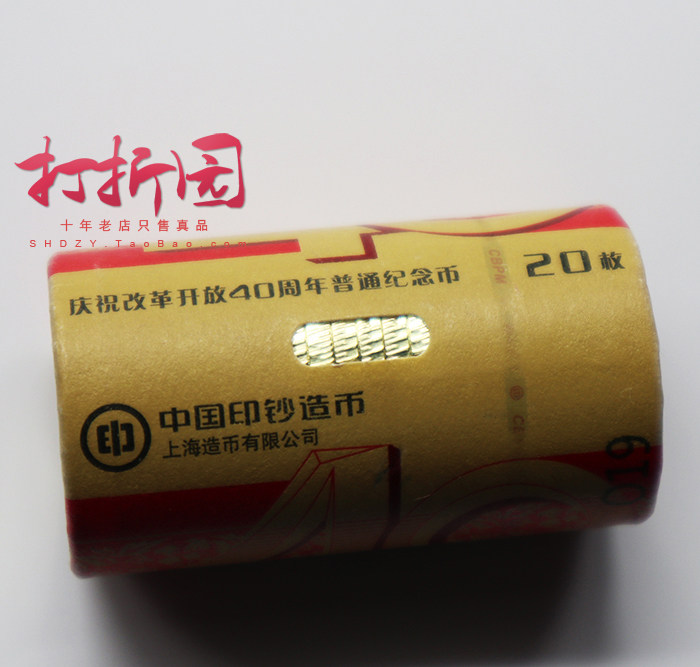 打折园
十年老店只售真品
SHDZY.TaoBao.com
庆祝改革开放40周年普通纪念币
20枚
CBPM
中国印钞造币
上海造币有限公司